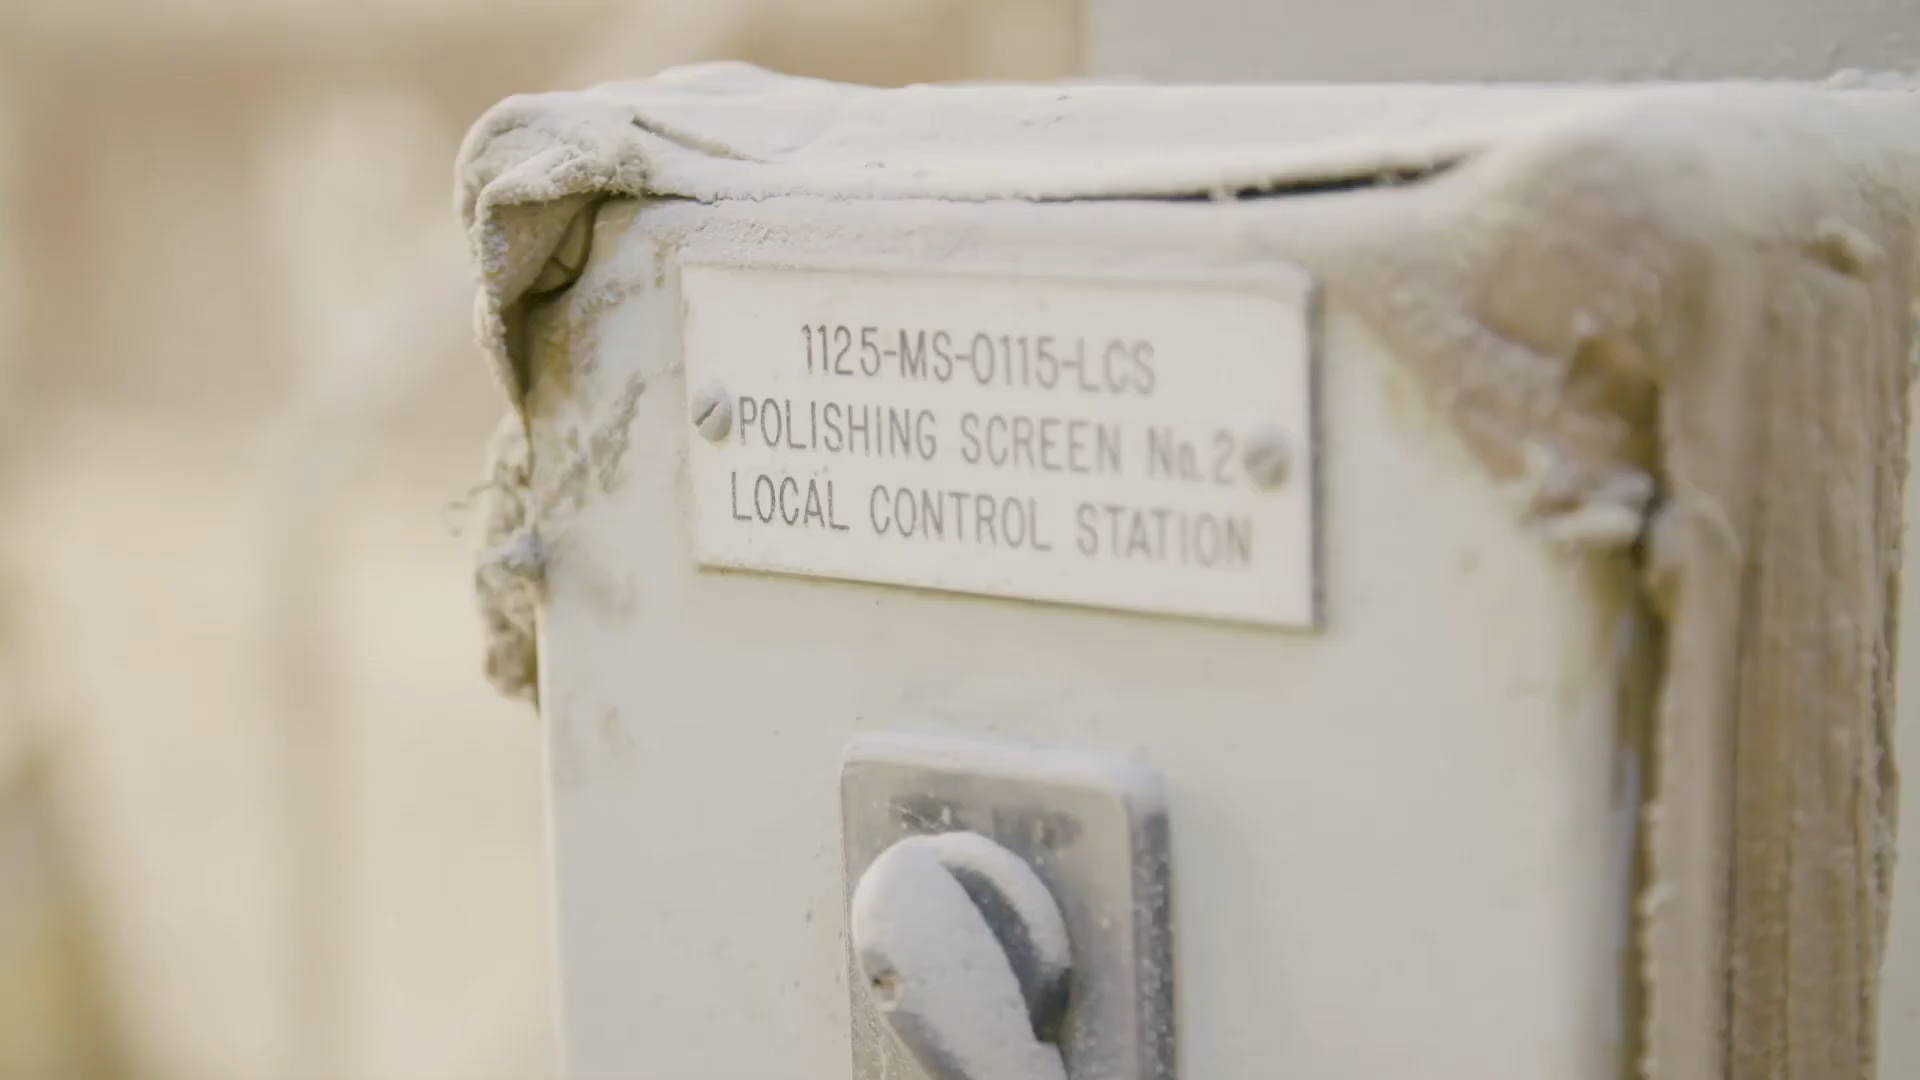 1125-MS-0115-LCS
POLISHING SCREEN No.2
LOCAL CONTROL STATION